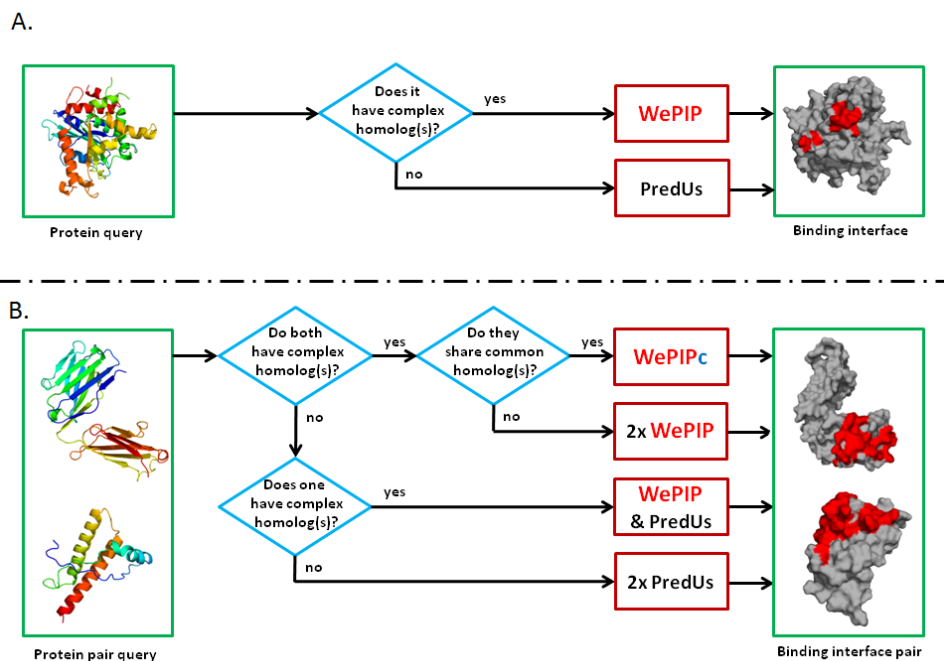 A.
Does it
have complex
homolog(s)?
yes
WePIP
no
PredUs
Protein query
Binding interface
B.
Do both
have complex
homolog(s)?
yes
Do they
share common
homolog(s)?
yes
WePIPc
no
no
2x WePIP
Does one
have complex
homolog(s)?
yes
WePIP
& PredUs
no
2x PredUs
Protein pair query
Binding interface pair